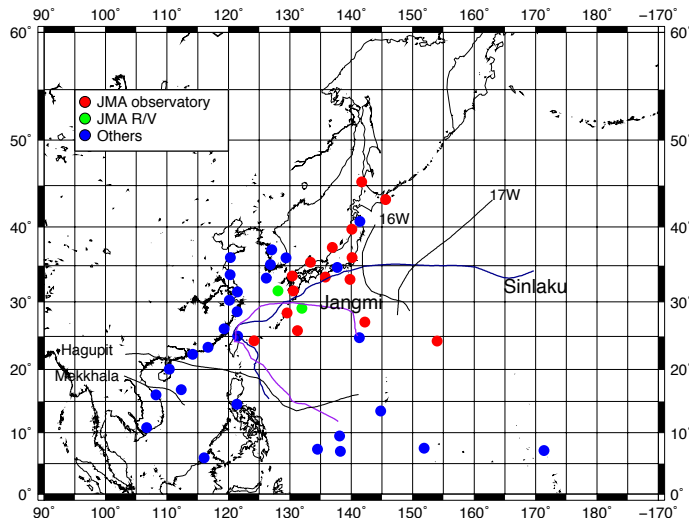 90° 100° 110° 120° 130° 140° 150° 160° 170° 180° −170°
60° 60°
JMA observatory
JMA R/V
Others
50° 50°
40° 40°
17W
16W
Sinlaku
30° Jangmi 30°
Hagupit
20° 20°
Mekkhala
10° 10°
0° 0°
90° 100° 110° 120° 130° 140° 150° 160° 170° 180° −170°